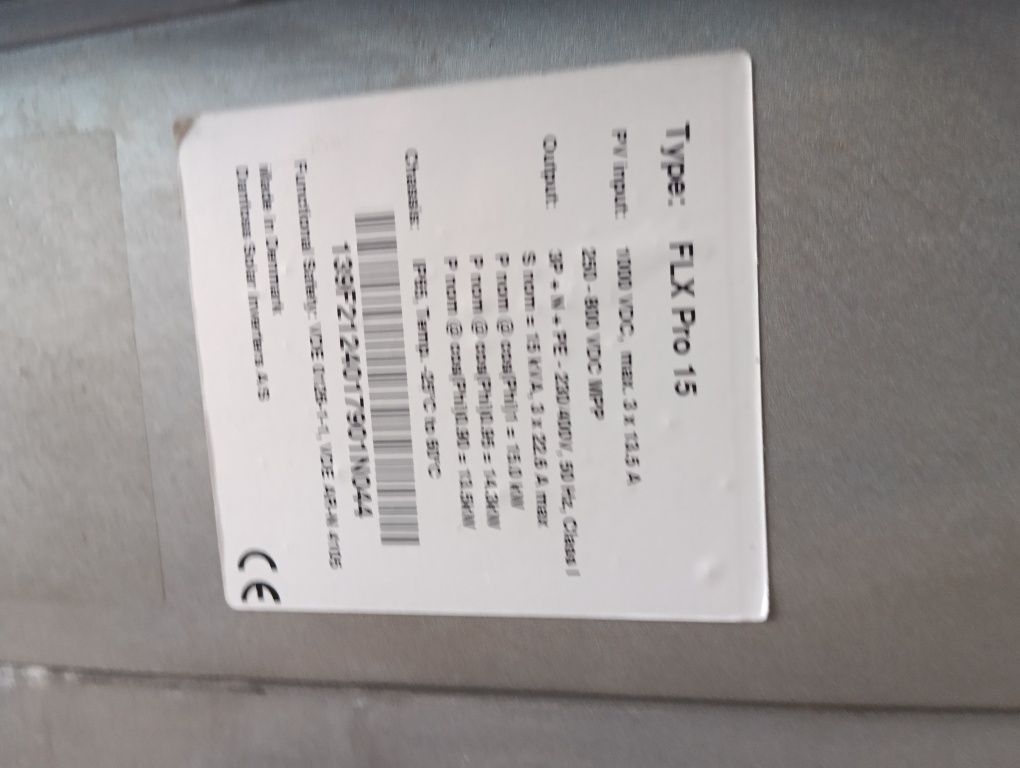 Type: FLX Pro 15
PV input: 1000 VDC, max. 3 x 13.5 A
250 - 800 VDC MPP
Output: 3P + N + PE - 230/400V, 50 Hz, Class I
S nom = 15 kVA, 3 x 22.6 A max
P nom @ cos(Phi)1 = 15.0 kW
P nom @ cos(Phi)0.95 = 14.3kW
P nom @ cos(Phi)0.90 = 13.5kW
Chassis: IP65, Temp. -25°C to 60°C
139F2124017901N044
Functional Safety: VDE 0126-1-1, VDE AR-N 4105
Made in Denmark
Danfoss Solar Inverters A/S
CE